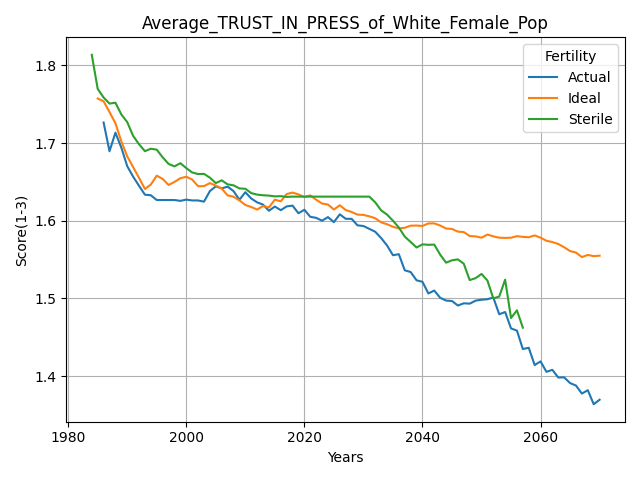 Average_TRUST_IN_PRESS_of_White_Female_Pop
Fertility
Actual
Ideal
Sterile
Score(1-3)
1.8
1.7
1.6
1.5
1.4
1980
2000
2020
2040
2060
Years